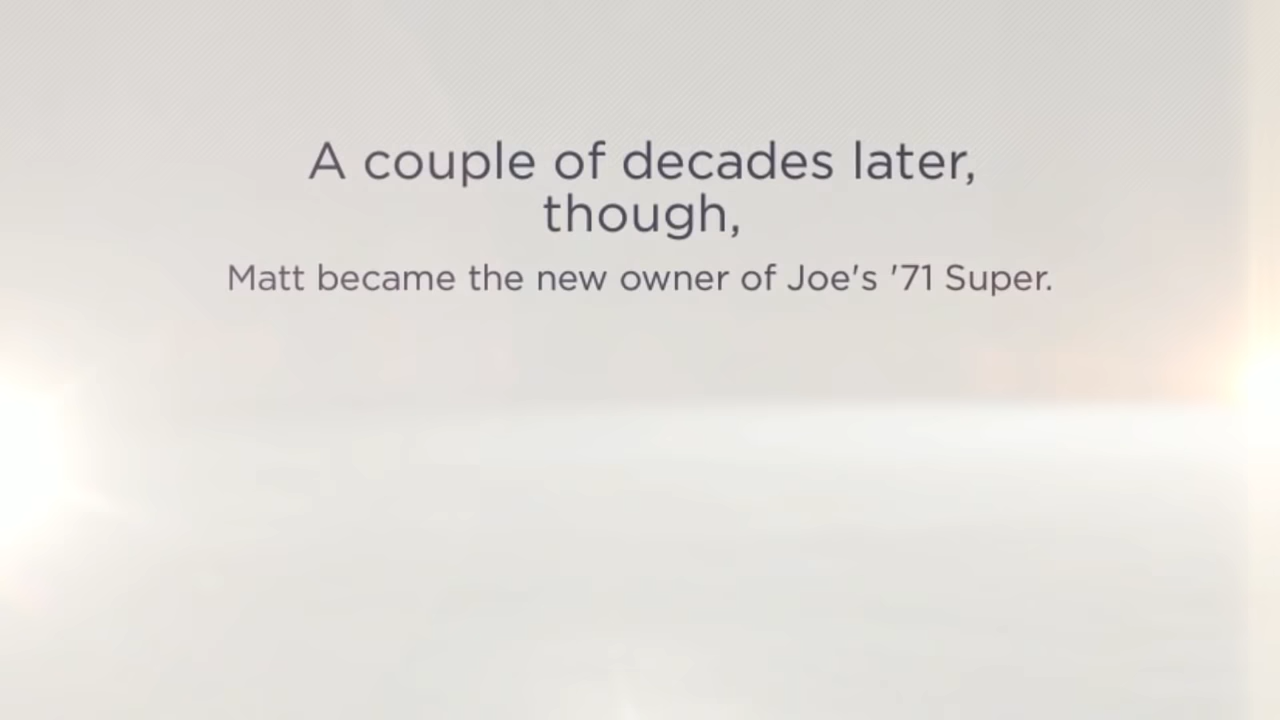 A couple of decades later,
though,
Matt became the new owner of Joe's '71 Super.